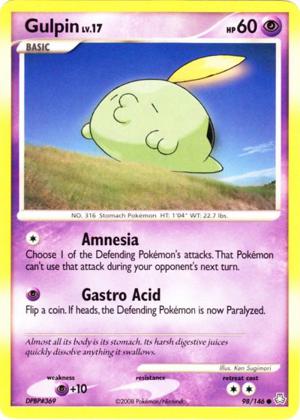 Gulpin LV.17 HP 60
BASIC
NO. 316 Stomach Pokémon HT: 1'04" WT: 22.7 lbs.
Amnesia
Choose 1 of the Defending Pokémon's attacks. That Pokémon
can't use that attack during your opponent's next turn.
Gastro Acid
Flip a coin. If heads, the Defending Pokémon is now Paralyzed.
Almost all its body is its stomach. Its harsh digestive juices
quickly dissolve anything it swallows.
Illus. Ken Sugimori
weakness resistance retreat cost
+10
DPBP#369 ©2008 Pokémon/Nintendo 98/146